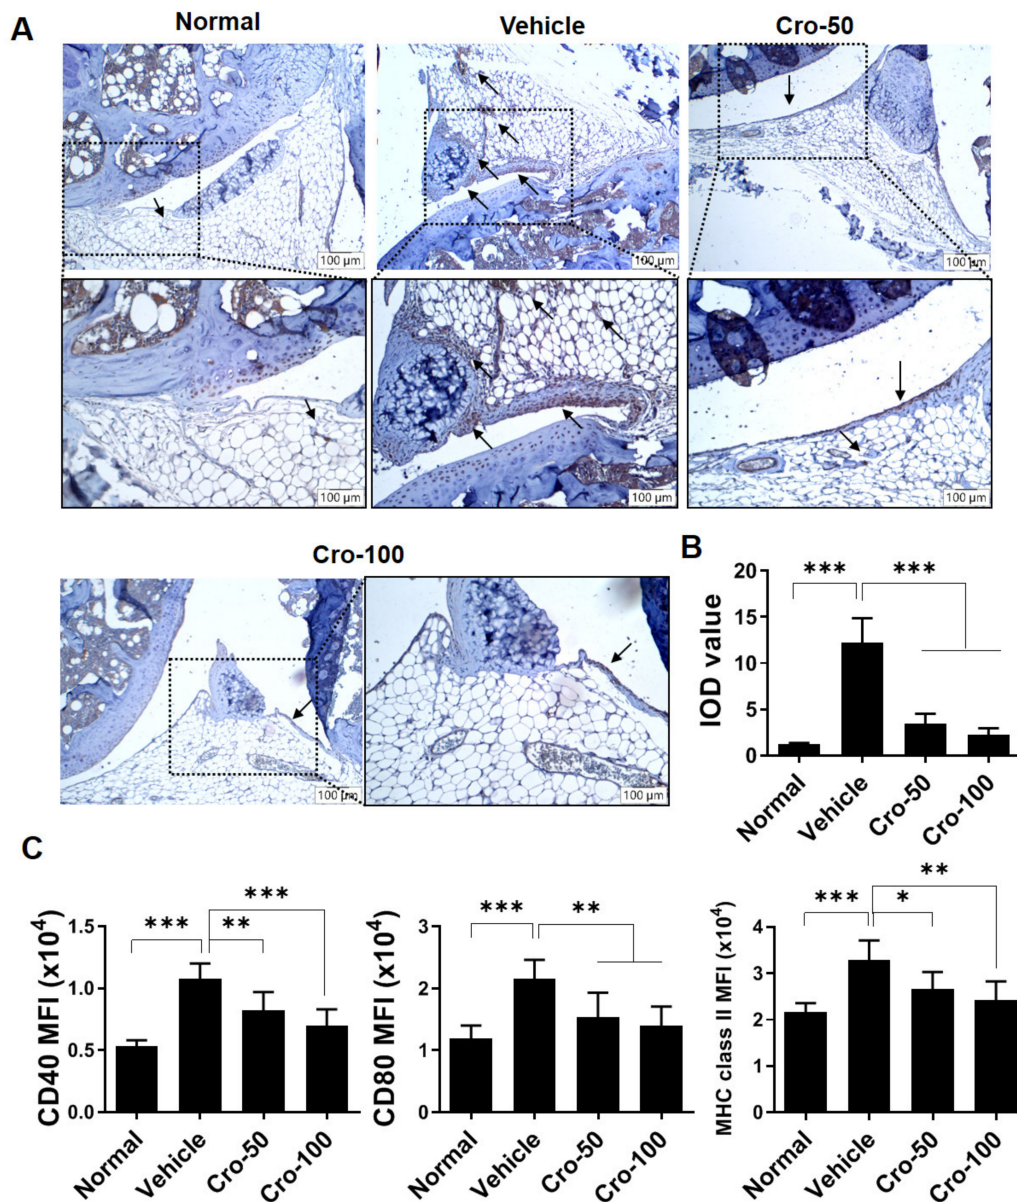 A
Normal
Vehicle
Cro-50
100 µm
100 µm
100 µm
100 µm
100 µm
100 µm
Cro-100
100 µm
100 µm
B
*** ***
20
15
10
5
0
IOD value
Normal
Vehicle
Cro-50
Cro-100
C
***
*** **
1.5
1.0
0.5
0.0
CD40 MFI (x10⁴)
Normal
Vehicle
Cro-50
Cro-100
*** **
3
2
1
0
CD80 MFI (x10⁴)
Normal
Vehicle
Cro-50
Cro-100
**
*** *
4
3
2
1
0
MHC class II MFI (x10⁴)
Normal
Vehicle
Cro-50
Cro-100